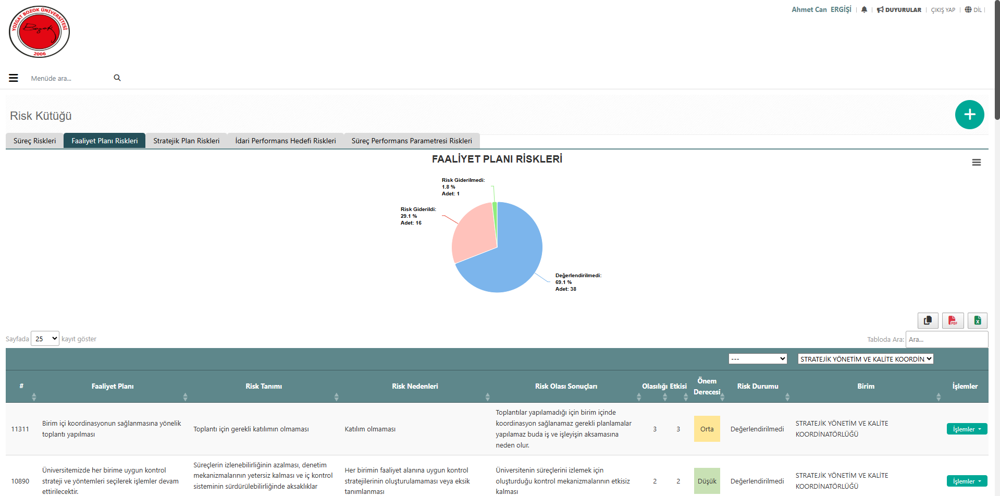 YOZGAT BOZOK ÜNİVERSİTESİ
Bozok
2006
Ahmet Can ERGİŞİ
DUYURULAR
ÇIKIŞ YAP
DİL
Menüde ara...
Risk Kütüğü
Süreç Riskleri
Faaliyet Planı Riskleri
Stratejik Plan Riskleri
İdari Performans Hedefi Riskleri
Süreç Performans Parametresi Riskleri
FAALİYET PLANI RİSKLERİ
Risk Giderilmedi:
1.8 %
Adet: 1
Risk Giderildi:
29.1 %
Adet: 16
Değerlendirilmedi:
69.1 %
Adet: 38
PDF
Sayfada 25 kayıt göster
Tabloda Ara: Ara...
---
STRATEJİK YÖNETİM VE KALİTE KOORDİN
#
Faaliyet Planı
Risk Tanımı
Risk Nedenleri
Risk Olası Sonuçları
Olasılığı
Etkisi
Önem
Derecesi
Risk Durumu
Birim
İşlemler
11311
Birim içi koordinasyonun sağlanmasına yönelik
toplantı yapılması
Toplantı için gerekli katılımın olmaması
Katılım olmaması
Toplantılar yapılamadığı için birim içinde
koordinasyon sağlanamaz gerekli planlamalar
yapılamaz buda iş ve işleyişin aksamasına
neden olur.
3
3
Orta
Değerlendirilmedi
STRATEJİK YÖNETİM VE KALİTE
KOORDİNATÖRLÜĞÜ
İşlemler
10890
Üniversitemizde her birime uygun kontrol
strateji ve yöntemleri seçilerek işlemler devam
ettirilecektir.
Süreçlerin izlenebilirliğinin azalması, denetim
mekanizmalarının yetersiz kalması ve iç kontrol
sisteminin sürdürülebilirliğinde aksaklıklar
Her birimin faaliyet alanına uygun kontrol
stratejilerinin oluşturulamaması veya eksik
tanımlanması
Üniversitenin süreçlerini izlemek için
oluşturduğu kontrol mekanizmalarının etkisiz
kalması
2
2
Düşük
Değerlendirilmedi
STRATEJİK YÖNETİM VE KALİTE
KOORDİNATÖRLÜĞÜ
İşlemler